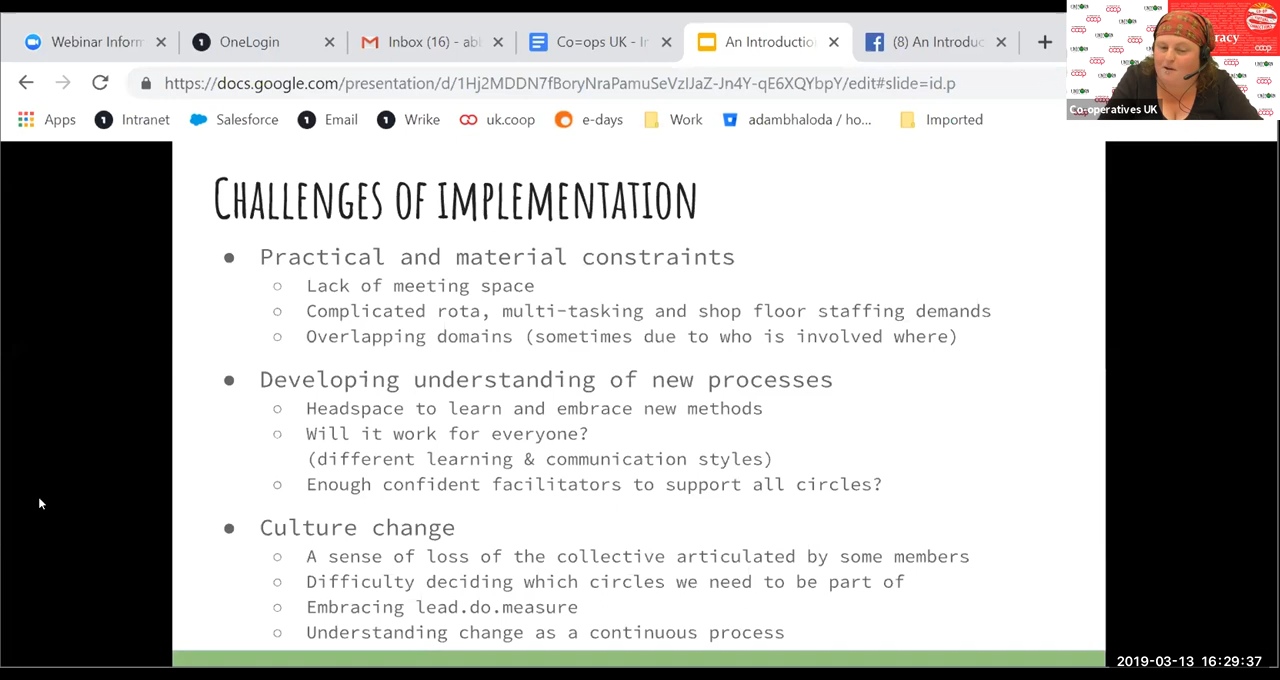 Webinar Inform
OneLogin
Inbox (16) - abl
Co=ops UK - Ir
An Introductio
(8) An Introduc
https://docs.google.com/presentation/d/1Hj2MDDN7fBoryNraPamuSeVzlJaZ-Jn4Y-qE6XQYbpY/edit#slide=id.p
Apps
Intranet
Salesforce
Email
Wrike
uk.coop
e-days
Work
adambhaloda / ho...
Imported
racy
Co-operatives UK
CHALLENGES OF IMPLEMENTATION
● Practical and material constraints
○ Lack of meeting space
○ Complicated rota, multi-tasking and shop floor staffing demands
○ Overlapping domains (sometimes due to who is involved where)
● Developing understanding of new processes
○ Headspace to learn and embrace new methods
○ Will it work for everyone?
(different learning & communication styles)
○ Enough confident facilitators to support all circles?
● Culture change
○ A sense of loss of the collective articulated by some members
○ Difficulty deciding which circles we need to be part of
○ Embracing lead.do.measure
○ Understanding change as a continuous process
2019-03-13 16:29:37